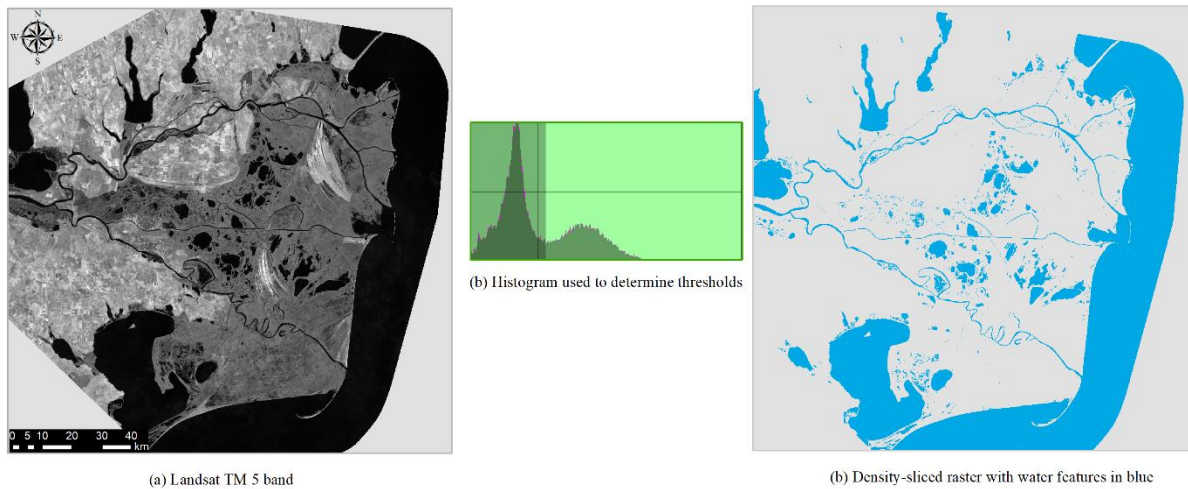 N
W E
S
0 5 10 20 30 40
km
(a) Landsat TM 5 band
(b) Histogram used to determine thresholds
(b) Density-sliced raster with water features in blue